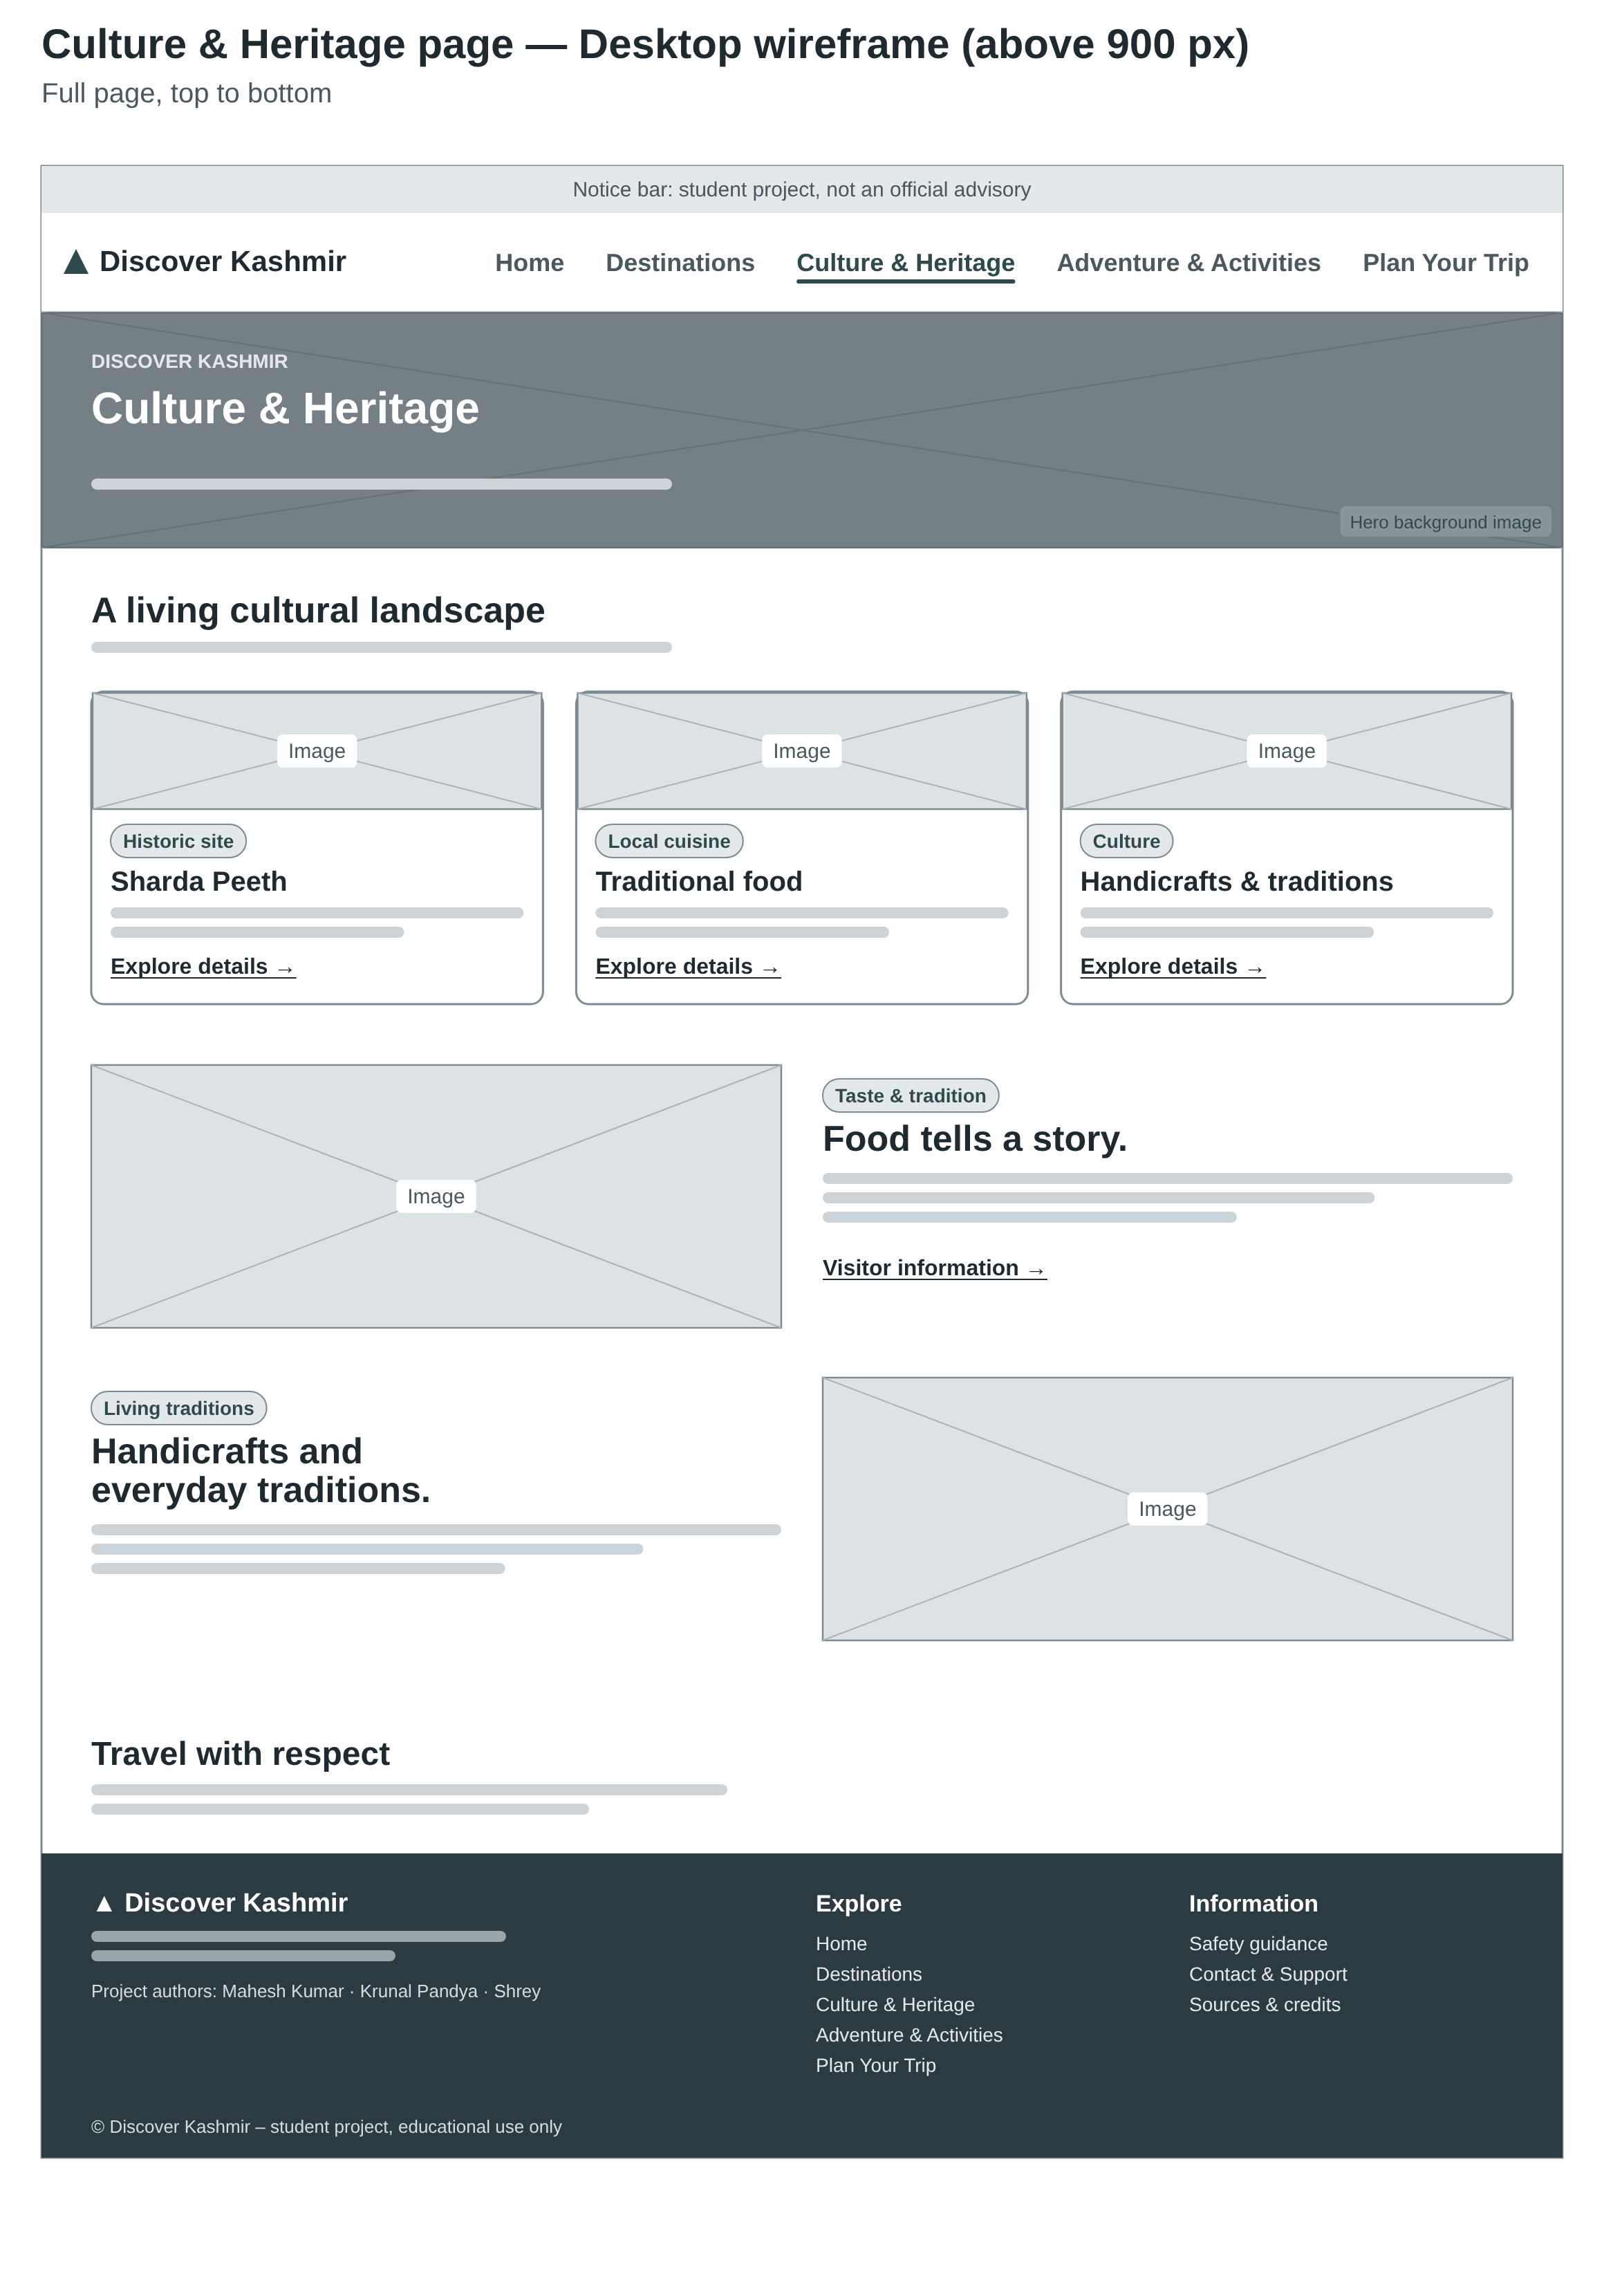 Culture & Heritage page — Desktop wireframe (above 900 px)
Full page, top to bottom
Notice bar: student project, not an official advisory
▲ Discover Kashmir
Home Destinations Culture & Heritage Adventure & Activities Plan Your Trip
DISCOVER KASHMIR
Culture & Heritage
Hero background image
A living cultural landscape
Image
Historic site
Sharda Peeth
Explore details →
Image
Local cuisine
Traditional food
Explore details →
Image
Culture
Handicrafts & traditions
Explore details →
Image
Taste & tradition
Food tells a story.
Visitor information →
Living traditions
Handicrafts and
everyday traditions.
Image
Travel with respect
▲ Discover Kashmir
Project authors: Mahesh Kumar · Krunal Pandya · Shrey
Explore
Home
Destinations
Culture & Heritage
Adventure & Activities
Plan Your Trip
Information
Safety guidance
Contact & Support
Sources & credits
© Discover Kashmir – student project, educational use only